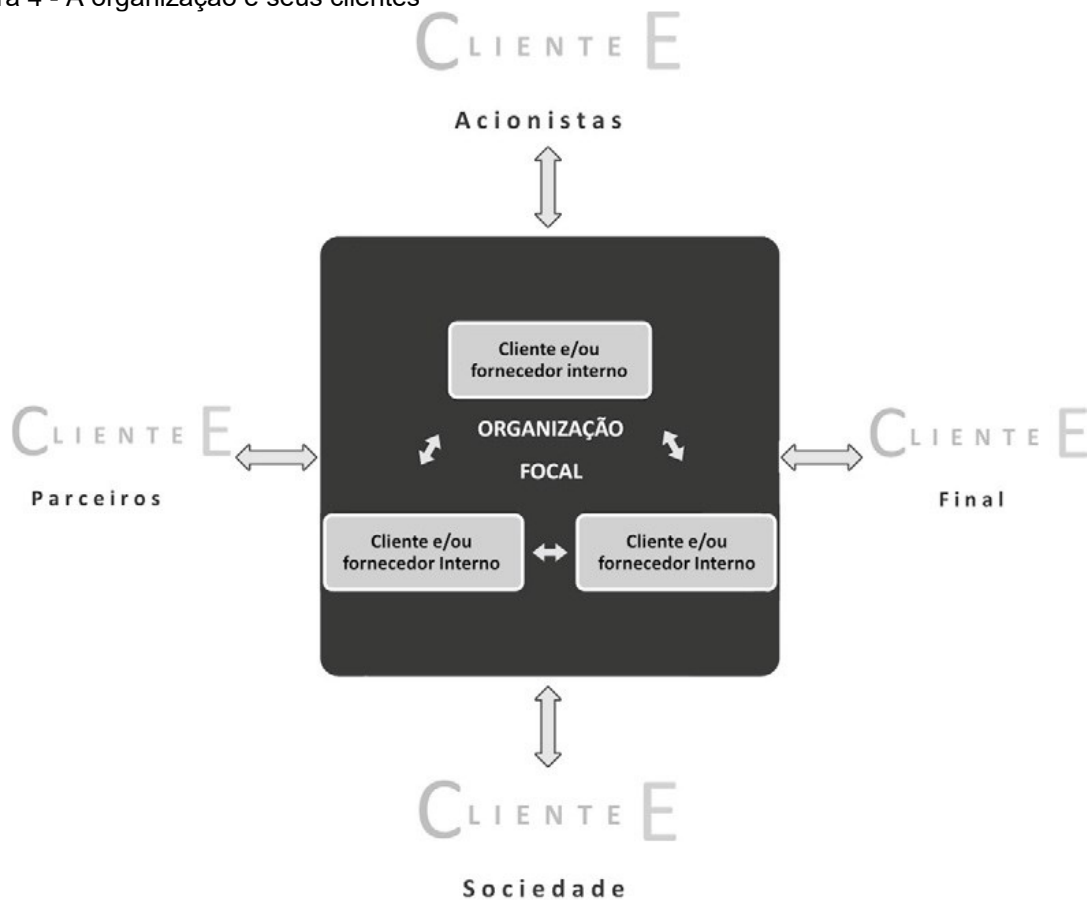 ra 4 - A organização e seus clientes
CLIENTE E
Acionistas
Cliente e/ou
fornecedor interno
CLIENTE E
Parceiros
ORGANIZAÇÃO
FOCAL
CLIENTE E
Final
Cliente e/ou
fornecedor Interno
Cliente e/ou
fornecedor Interno
CLIENTE E
Sociedade